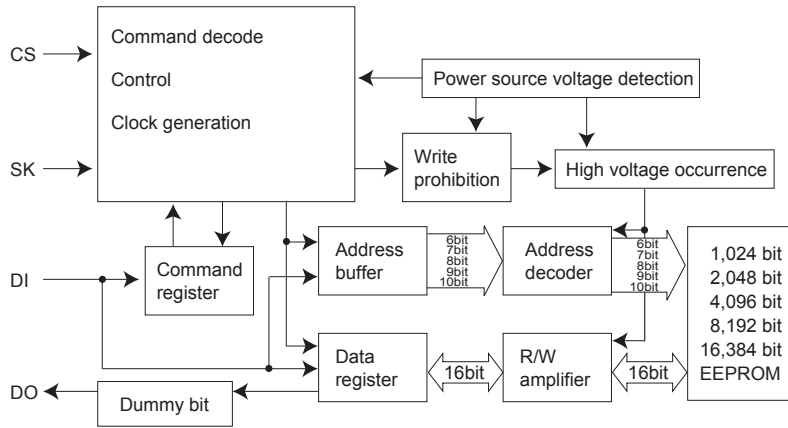 CS
Command decode
Control
Clock generation
SK
Power source voltage detection
Write
prohibition
High voltage occurrence
DI
Command
register
Address
buffer
6bit
7bit
8bit
9bit
10bit
Address
decoder
6bit
7bit
8bit
9bit
10bit
1,024 bit
2,048 bit
4,096 bit
8,192 bit
16,384 bit
EEPROM
Data
register
16bit
R/W
amplifier
16bit
DO
Dummy bit